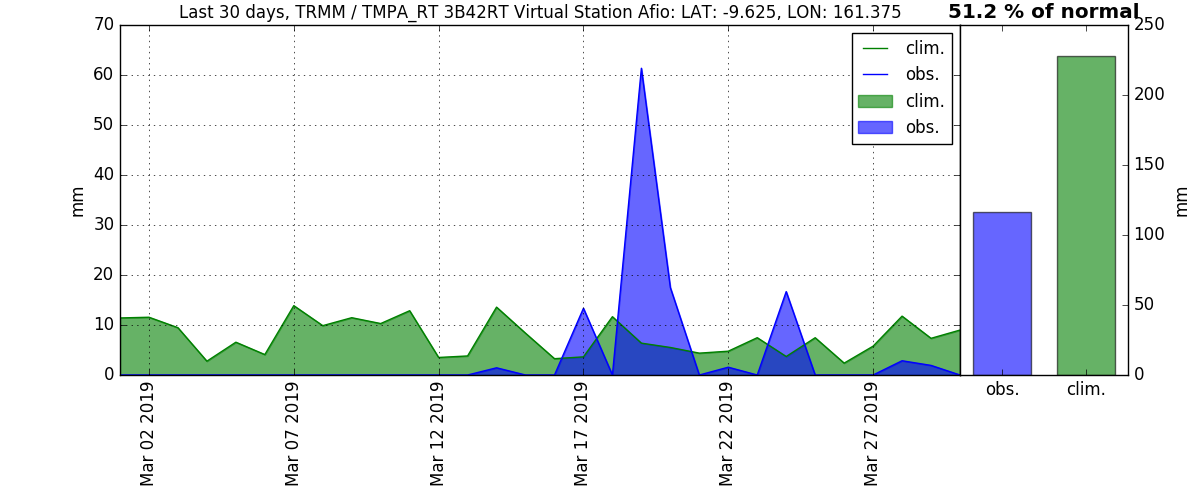 Last 30 days, TRMM / TMPA_RT 3B42RT Virtual Station Afio: LAT: -9.625, LON: 161.375
51.2 % of normal
70
60
50
40
30
20
10
0
mm
clim.
obs.
clim.
obs.
Mar 02 2019
Mar 07 2019
Mar 12 2019
Mar 17 2019
Mar 22 2019
Mar 27 2019
250
200
150
100
50
0
mm
obs.
clim.